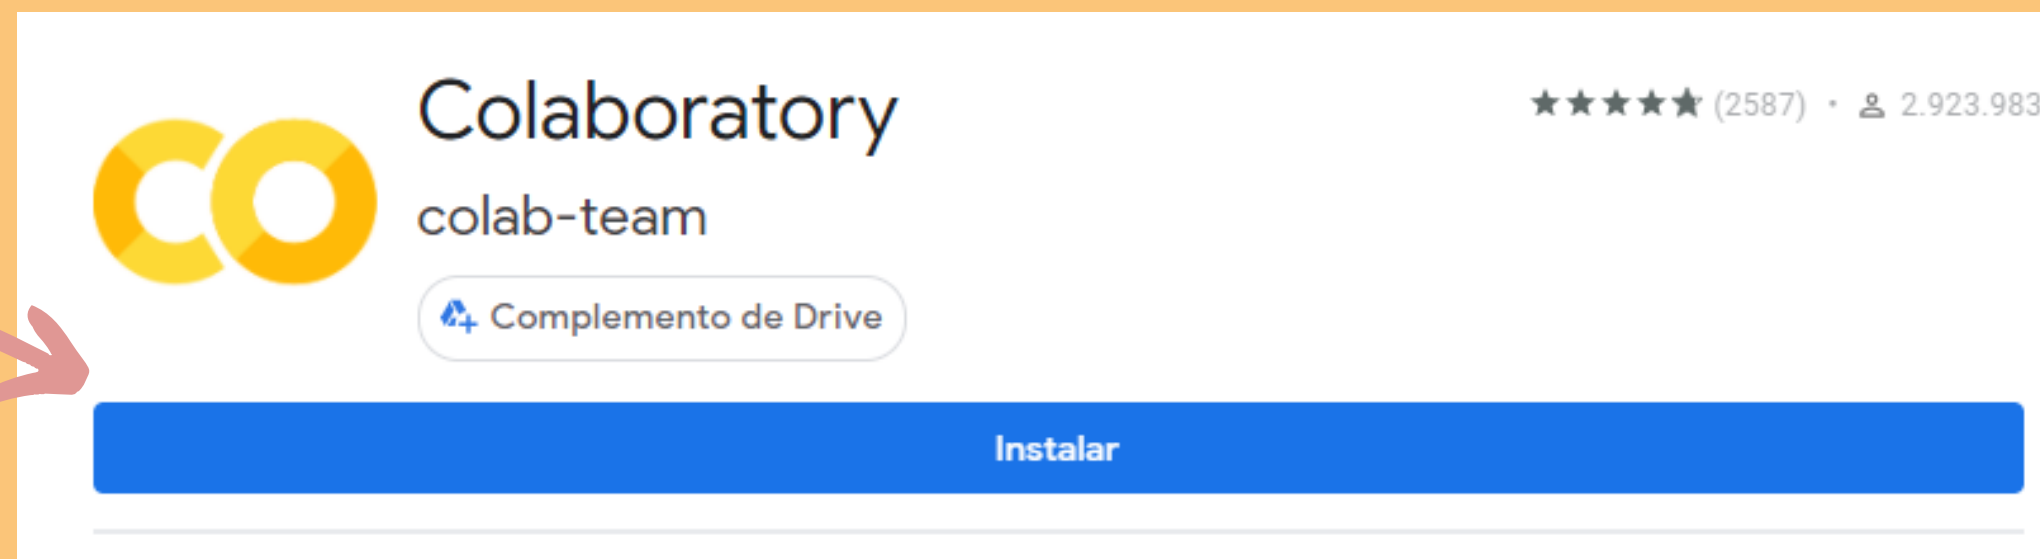 Colaboratory
(2587) · 2.923.983
colab-team
Complemento de Drive
Instalar